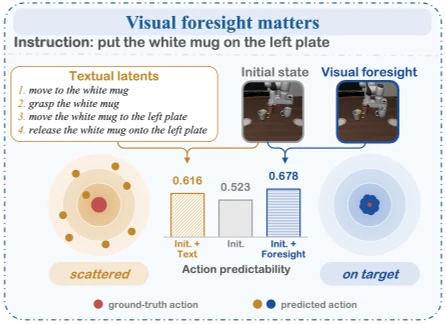 Visual foresight matters
Instruction: put the white mug on the left plate
Textual latents
1. move to the white mug
2. grasp the white mug
3. move the white mug to the left plate
4. release the white mug onto the left plate
Initial state
Visual foresight
0.616
0.523
0.678
Init. +
Text
Init.
Init. +
Foresight
Action predictability
scattered
on target
ground-truth action
predicted action